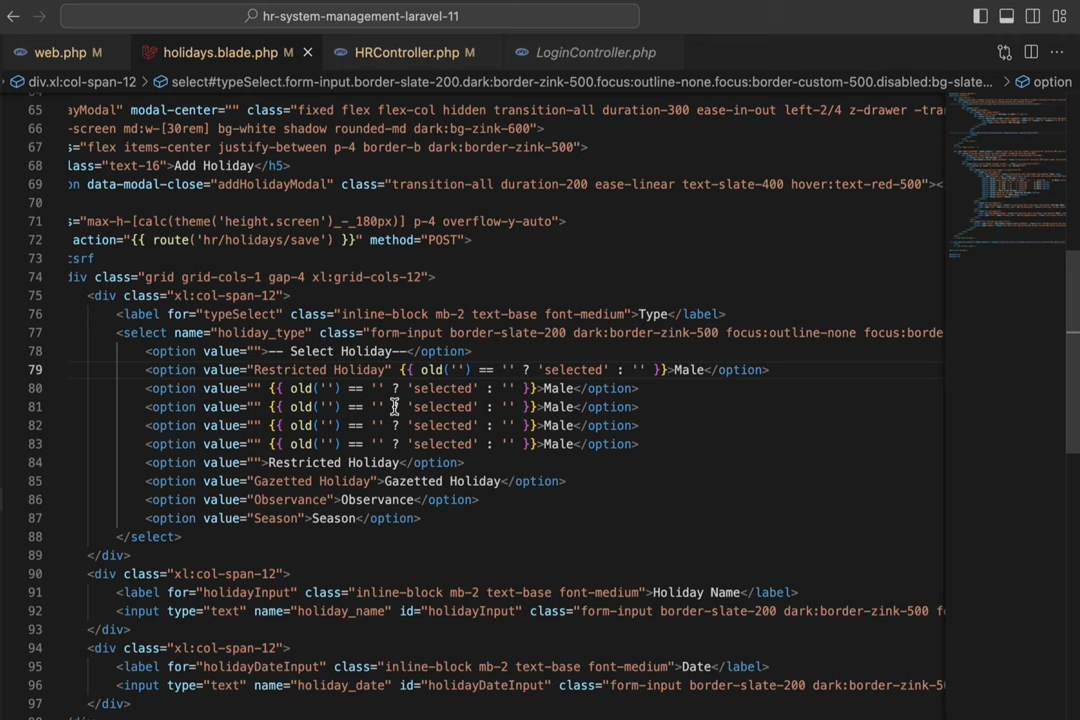 hr-system-management-laravel-11
web.php M
holidays.blade.php M
HRController.php M
LoginController.php
div.xl:col-span-12 > select#typeSelect.form-input.border-slate-200.dark:border-zink-500.focus:outline-none.focus:border-custom-500.disabled:bg-slate... > option
65 ayModal" modal-center="" class="fixed flex flex-col hidden transition-all duration-300 ease-in-out left-2/4 z-drawer -tran
66 -screen md:w-[30rem] bg-white shadow rounded-md dark:bg-zink-600">
67 s="flex items-center justify-between p-4 border-b dark:border-zink-500">
68 lass="text-16">Add Holiday</h5>
69 on data-modal-close="addHolidayModal" class="transition-all duration-200 ease-linear text-slate-400 hover:text-red-500"><
70
71 s="max-h-[calc(theme('height.screen')_-_180px)] p-4 overflow-y-auto">
72 action="{{ route('hr/holidays/save') }}" method="POST">
73 csrf
74 div class="grid grid-cols-1 gap-4 xl:grid-cols-12">
75 <div class="xl:col-span-12">
76 <label for="typeSelect" class="inline-block mb-2 text-base font-medium">Type</label>
77 <select name="holiday_type" class="form-input border-slate-200 dark:border-zink-500 focus:outline-none focus:borde
78 <option value="">-- Select Holiday--</option>
79 <option value="Restricted Holiday" {{ old('') == '' ? 'selected' : '' }}>Male</option>
80 <option value="" {{ old('') == '' ? 'selected' : '' }}>Male</option>
81 <option value="" {{ old('') == '' ? 'selected' : '' }}>Male</option>
82 <option value="" {{ old('') == '' ? 'selected' : '' }}>Male</option>
83 <option value="" {{ old('') == '' ? 'selected' : '' }}>Male</option>
84 <option value="">Restricted Holiday</option>
85 <option value="Gazetted Holiday">Gazetted Holiday</option>
86 <option value="Observance">Observance</option>
87 <option value="Season">Season</option>
88 </select>
89 </div>
90 <div class="xl:col-span-12">
91 <label for="holidayInput" class="inline-block mb-2 text-base font-medium">Holiday Name</label>
92 <input type="text" name="holiday_name" id="holidayInput" class="form-input border-slate-200 dark:border-zink-500 f
93 </div>
94 <div class="xl:col-span-12">
95 <label for="holidayDateInput" class="inline-block mb-2 text-base font-medium">Date</label>
96 <input type="text" name="holiday_date" id="holidayDateInput" class="form-input border-slate-200 dark:border-zink-5
97 </div>